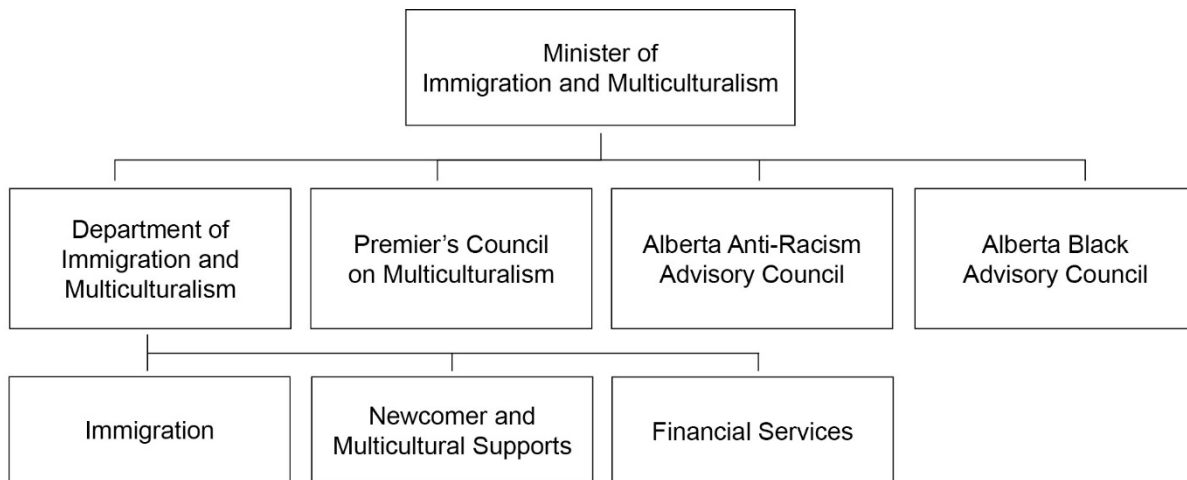 Minister of
Immigration and Multiculturalism
Department of
Immigration and
Multiculturalism
Premier’s Council
on Multiculturalism
Alberta Anti-Racism
Advisory Council
Alberta Black
Advisory Council
Immigration
Newcomer and
Multicultural Supports
Financial Services